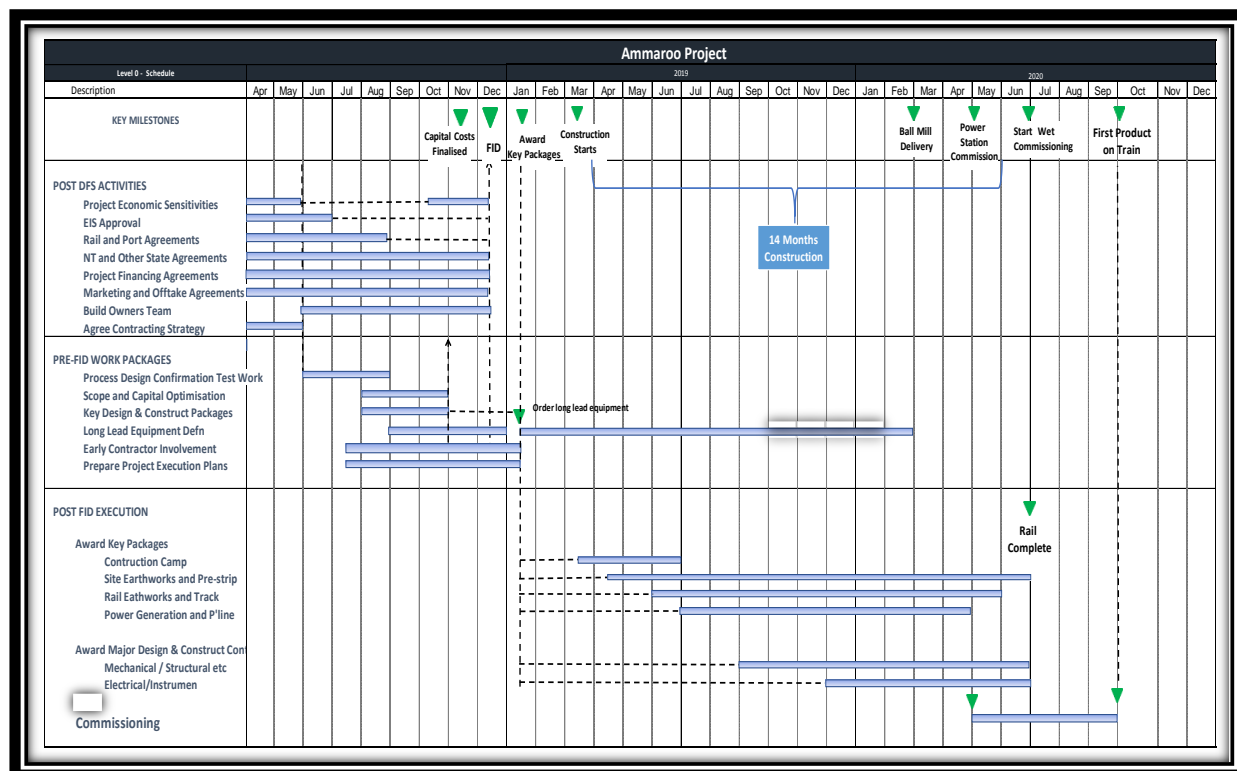 Ammaroo Project
Level 0 - Schedule
2019
2020
Description
Apr May Jun Jul Aug Sep Oct Nov Dec Jan Feb Mar Apr May Jun Jul Aug Sep Oct Nov Dec Jan Feb Mar Apr May Jun Jul Aug Sep Oct Nov Dec
KEY MILESTONES
Capital Costs
Finalised
FID
Award
Key Packages
Construction
Starts
Ball Mill
Delivery
Power
Station
Commission
Start Wet
Commissioning
First Product
on Train
POST DFS ACTIVITIES
Project Economic Sensitivities
EIS Approval
Rail and Port Agreements
NT and Other State Agreements
Project Financing Agreements
Marketing and Offtake Agreements
Build Owners Team
Agree Contracting Strategy
14 Months
Construction
PRE-FID WORK PACKAGES
Process Design Confirmation Test Work
Scope and Capital Optimisation
Key Design & Construct Packages
Order long lead equipment
Long Lead Equipment Defn
Early Contractor Involvement
Prepare Project Execution Plans
POST FID EXECUTION
Rail
Complete
Award Key Packages
Contruction Camp
Site Earthworks and Pre-strip
Rail Eathworks and Track
Power Generation and P'line
Award Major Design & Construct Cont
Mechanical / Structural etc
Electrical/Instrumen
Commissioning